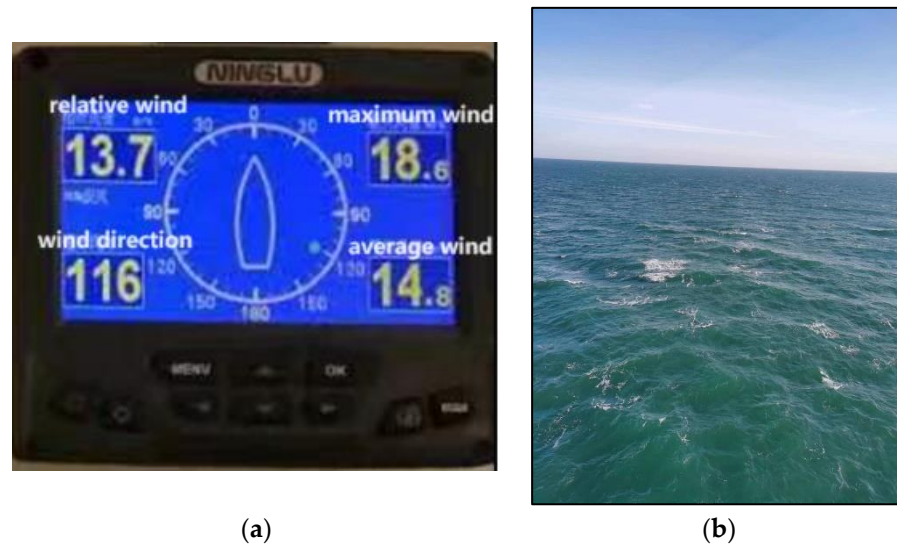 NINGLU
relative wind
maximum wind
13.7
18.6
0
30
30
60
60
90
90
wind direction
average wind
116
14.8
120
120
150
150
180
MENU
OK
(a)
(b)